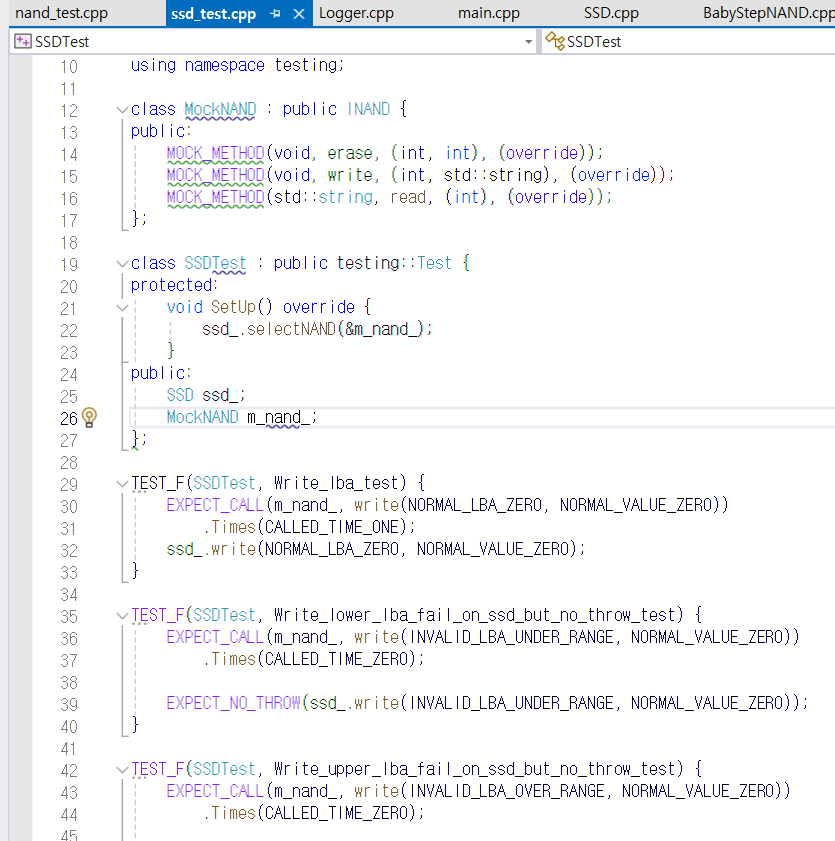 nand_test.cpp ssd_test.cpp Logger.cpp main.cpp SSD.cpp BabyStepNAND.cpp
SSDTest SSDTest
10 using namespace testing;
11
12 class MockNAND : public INAND {
13 public:
14 MOCK_METHOD(void, erase, (int, int), (override));
15 MOCK_METHOD(void, write, (int, std::string), (override));
16 MOCK_METHOD(std::string, read, (int), (override));
17 };
18
19 class SSDTest : public testing::Test {
20 protected:
21 void SetUp() override {
22 ssd_.selectNAND(&m_nand_);
23 }
24 public:
25 SSD ssd_;
26 MockNAND m_nand_;
27 };
28
29 TEST_F(SSDTest, Write_lba_test) {
30 EXPECT_CALL(m_nand_, write(NORMAL_LBA_ZERO, NORMAL_VALUE_ZERO))
31 .Times(CALLED_TIME_ONE);
32 ssd_.write(NORMAL_LBA_ZERO, NORMAL_VALUE_ZERO);
33 }
34
35 TEST_F(SSDTest, Write_lower_lba_fail_on_ssd_but_no_throw_test) {
36 EXPECT_CALL(m_nand_, write(INVALID_LBA_UNDER_RANGE, NORMAL_VALUE_ZERO))
37 .Times(CALLED_TIME_ZERO);
38
39 EXPECT_NO_THROW(ssd_.write(INVALID_LBA_UNDER_RANGE, NORMAL_VALUE_ZERO));
40 }
41
42 TEST_F(SSDTest, Write_upper_lba_fail_on_ssd_but_no_throw_test) {
43 EXPECT_CALL(m_nand_, write(INVALID_LBA_OVER_RANGE, NORMAL_VALUE_ZERO))
44 .Times(CALLED_TIME_ZERO);
45